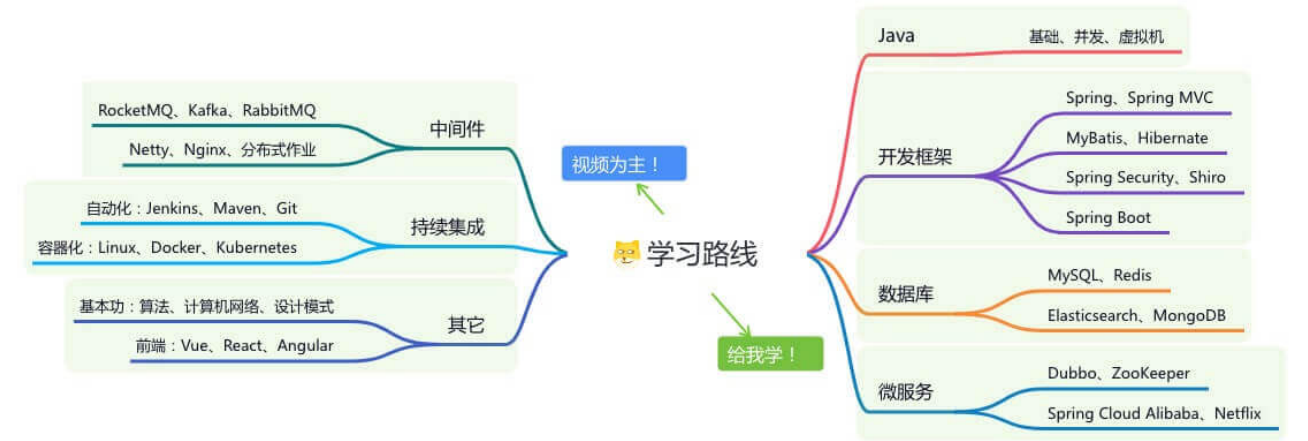 Java
基础、并发、虚拟机
开发框架
Spring、Spring MVC
MyBatis、Hibernate
Spring Security、Shiro
Spring Boot
数据库
MySQL、Redis
Elasticsearch、MongoDB
微服务
Dubbo、ZooKeeper
Spring Cloud Alibaba、Netflix
中间件
RocketMQ、Kafka、RabbitMQ
Netty、Nginx、分布式作业
持续集成
自动化：Jenkins、Maven、Git
容器化：Linux、Docker、Kubernetes
其它
基本功：算法、计算机网络、设计模式
前端：Vue、React、Angular
视频为主！
学习路线
给我学！